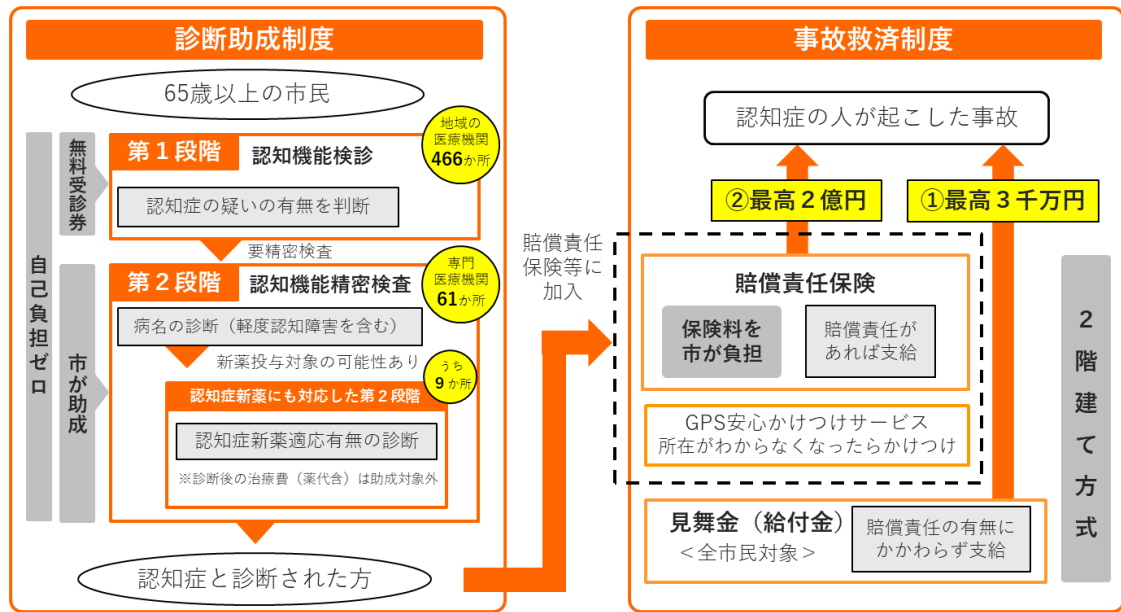 診断助成制度
65歳以上の市民
自己負担ゼロ
無料受診券
第１段階 認知機能検診
地域の
医療機関
466か所
認知症の疑いの有無を判断
要精密検査
市が助成
第２段階 認知機能精密検査
専門
医療機関
61か所
病名の診断（軽度認知障害を含む）
新薬投与対象の可能性あり
うち
9か所
認知症新薬にも対応した第２段階
認知症新薬適応有無の診断
※診断後の治療費（薬代含）は助成対象外
認知症と診断された方
賠償責任
保険等に
加入
事故救済制度
認知症の人が起こした事故
②最高２億円
①最高３千万円
賠償責任保険
保険料を
市が負担
賠償責任が
あれば支給
GPS安心かけつけサービス
所在がわからなくなったらかけつけ
見舞金（給付金）
＜全市民対象＞
賠償責任の有無に
かかわらず支給
２階建て方式